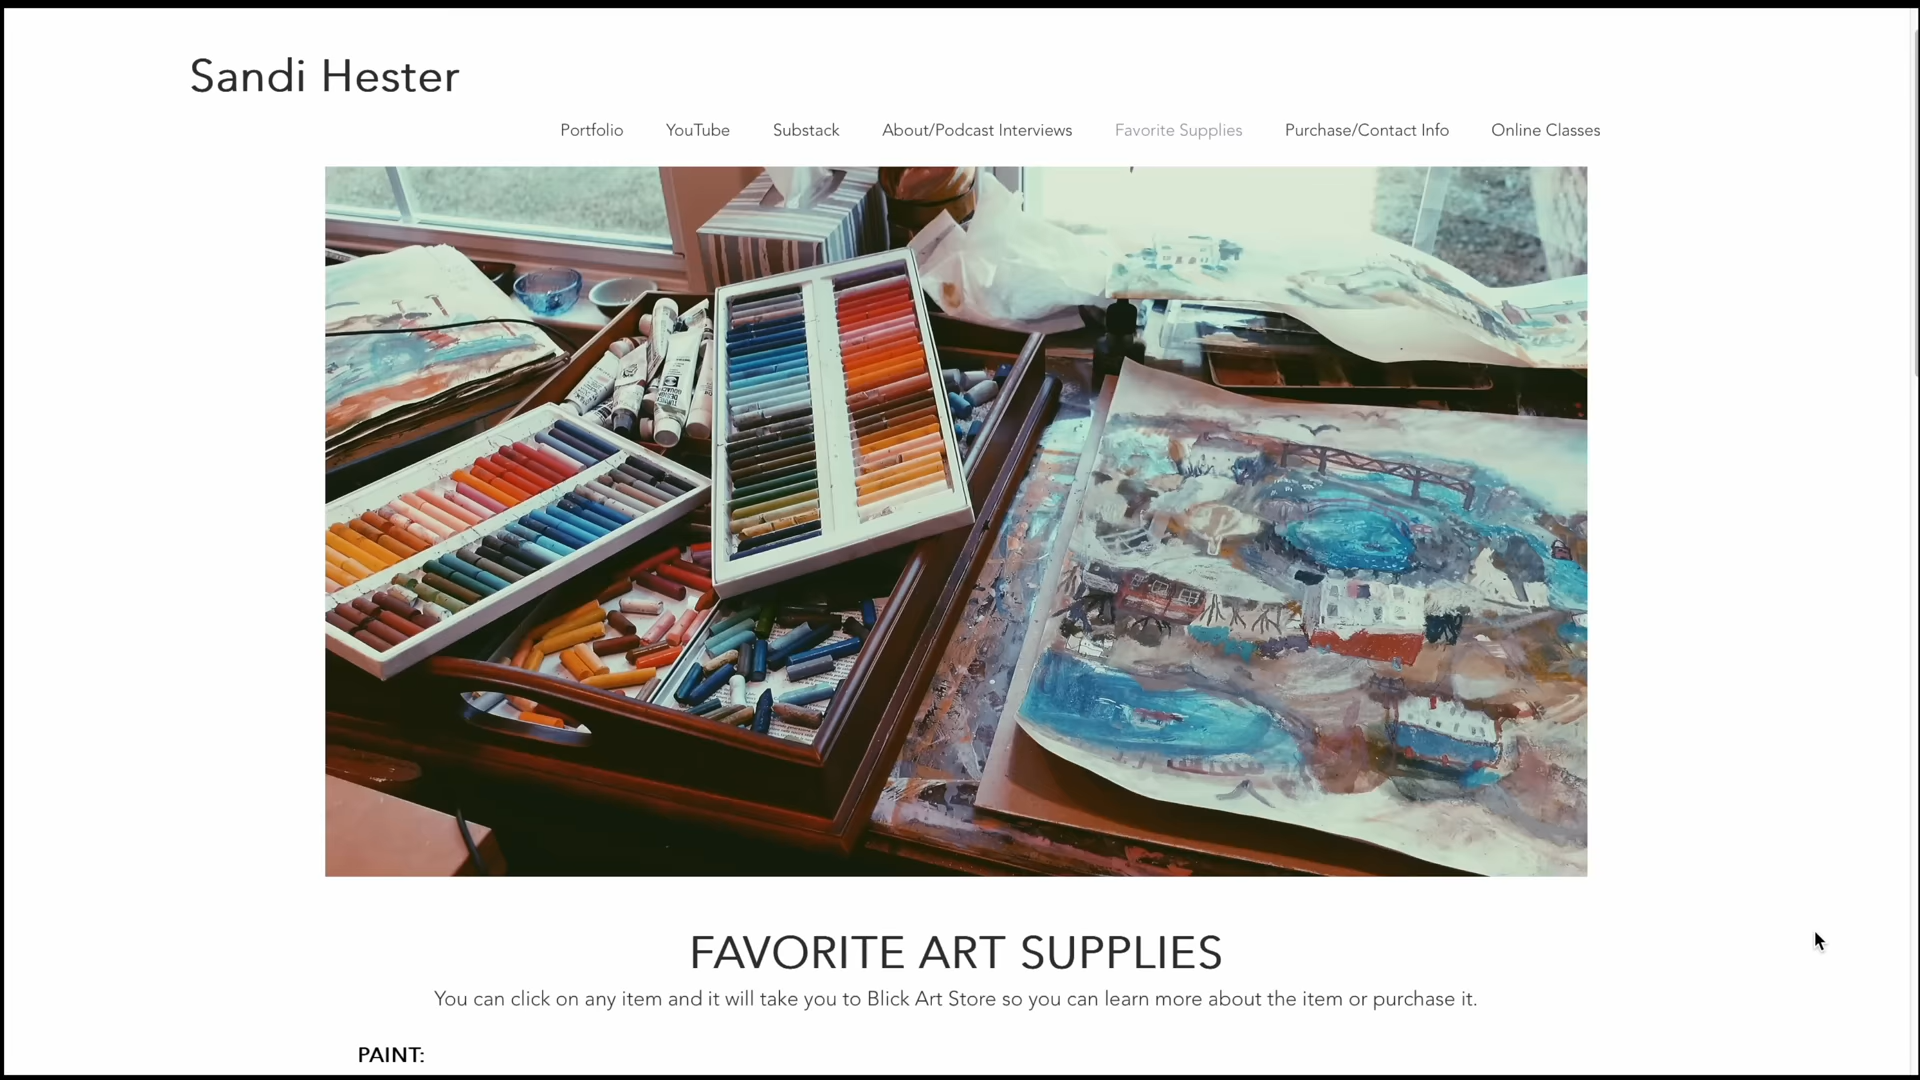 Sandi Hester
Portfolio YouTube Substack About/Podcast Interviews Favorite Supplies Purchase/Contact Info Online Classes
FAVORITE ART SUPPLIES
You can click on any item and it will take you to Blick Art Store so you can learn more about the item or purchase it.
PAINT: